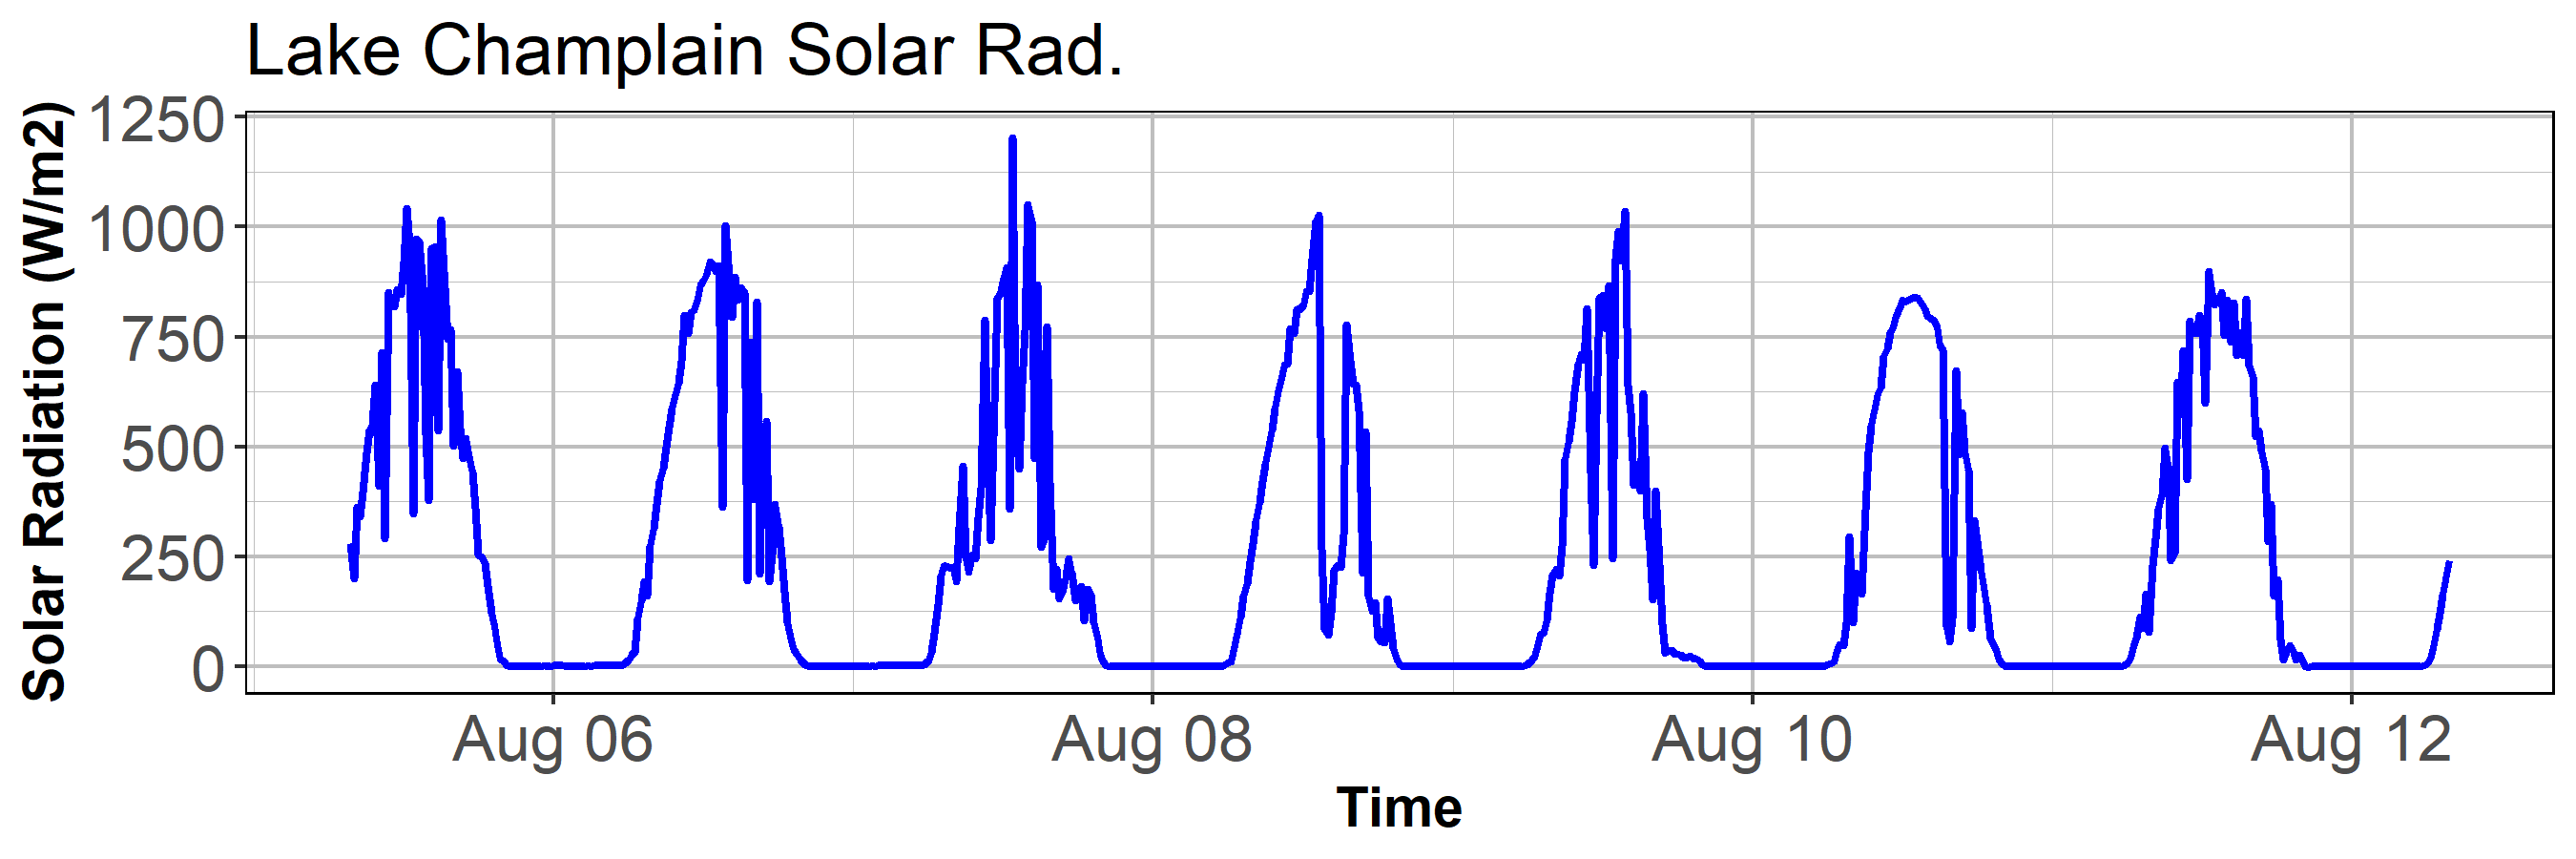 Lake Champlain Solar Rad.
Solar Radiation (W/m2)
1250
1000
750
500
250
0
Aug 06 Aug 08 Aug 10 Aug 12
Time